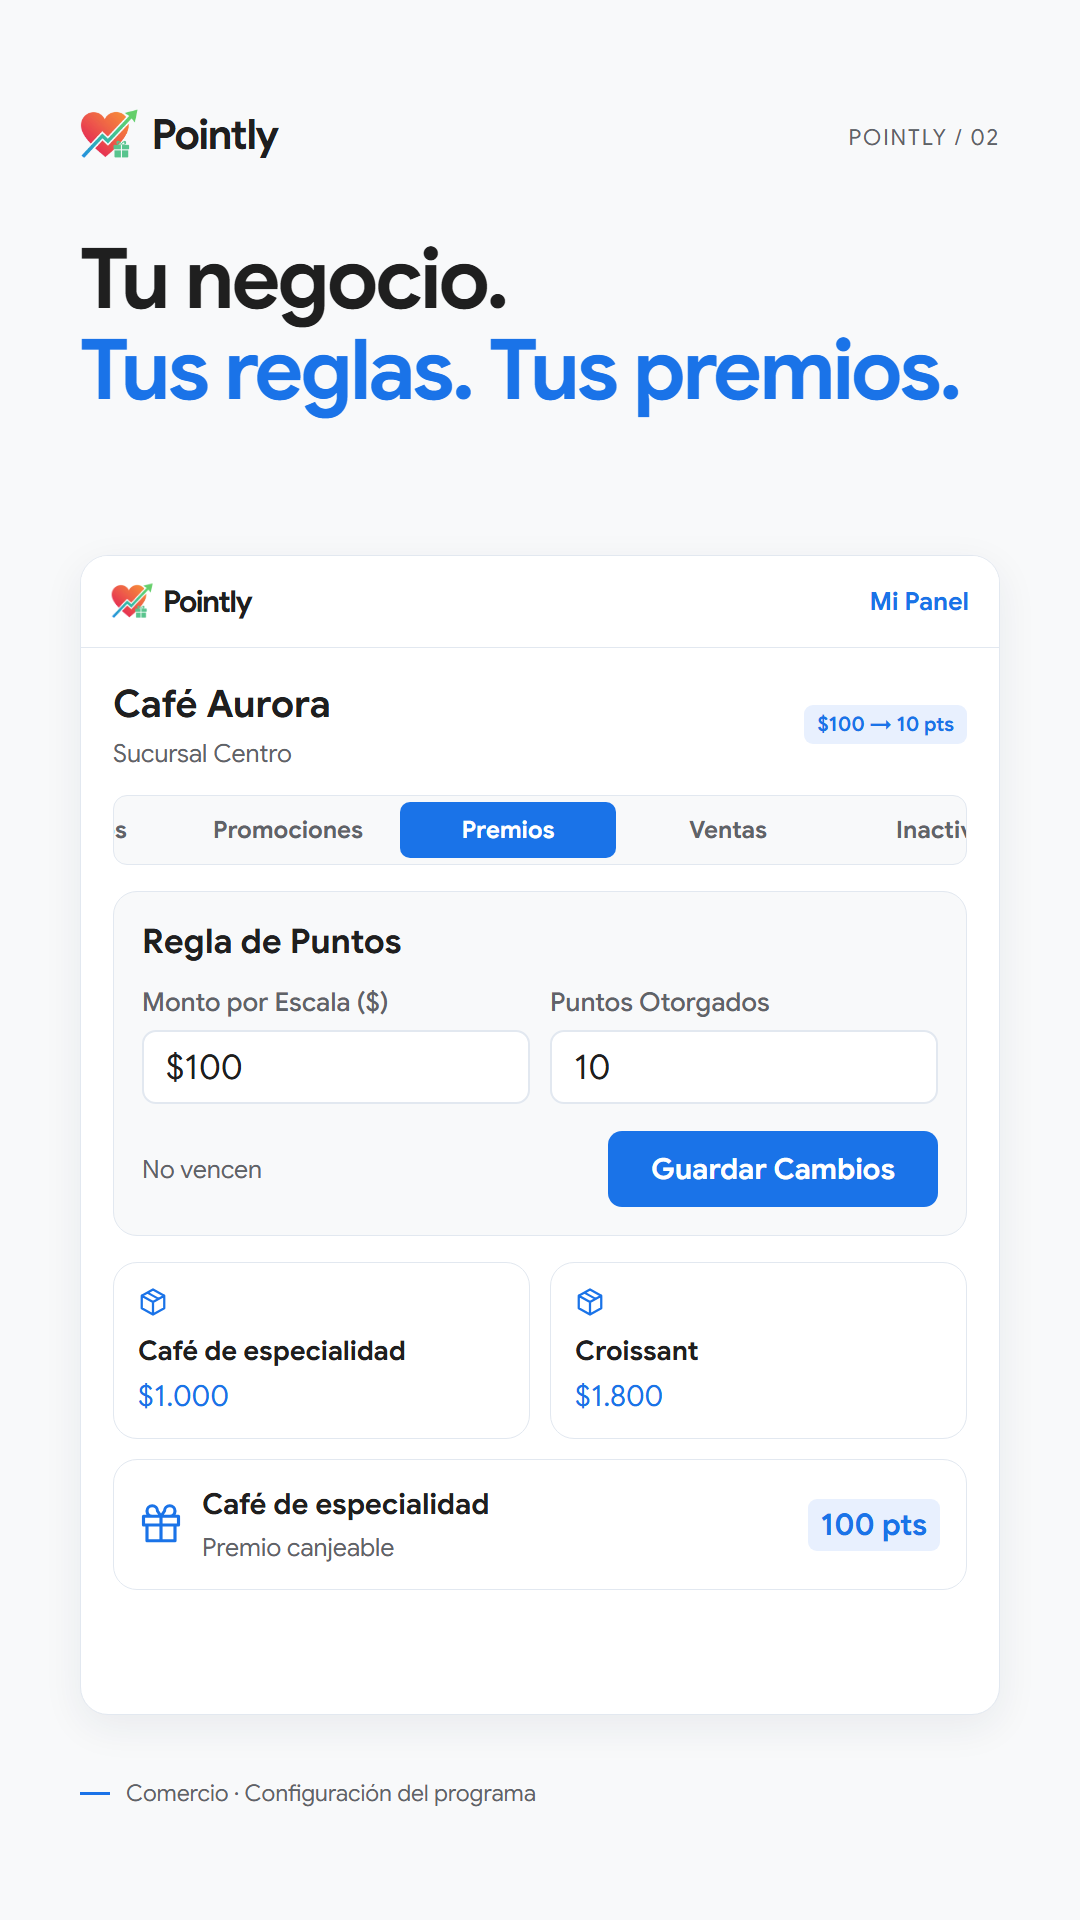 Pointly
POINTLY / 02
Tu negocio.
Tus reglas. Tus premios.
Pointly
Mi Panel
Café Aurora
Sucursal Centro
$100 → 10 pts
s
Promociones
Premios
Ventas
Inactiv
Regla de Puntos
Monto por Escala ($)
Puntos Otorgados
$100
10
No vencen
Guardar Cambios
Café de especialidad
$1.000
Croissant
$1.800
Café de especialidad
Premio canjeable
100 pts
Comercio · Configuración del programa